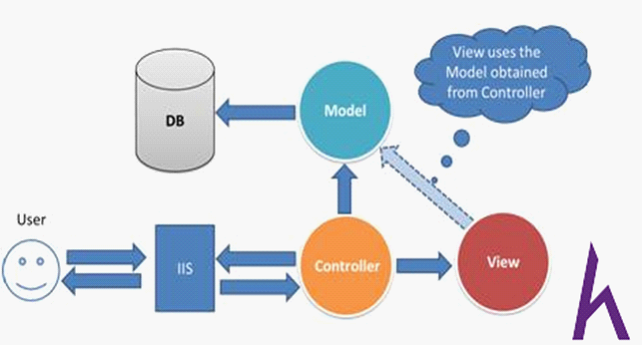 View uses the
Model obtained
from Controller
DB
Model
User
IIS
Controller
View